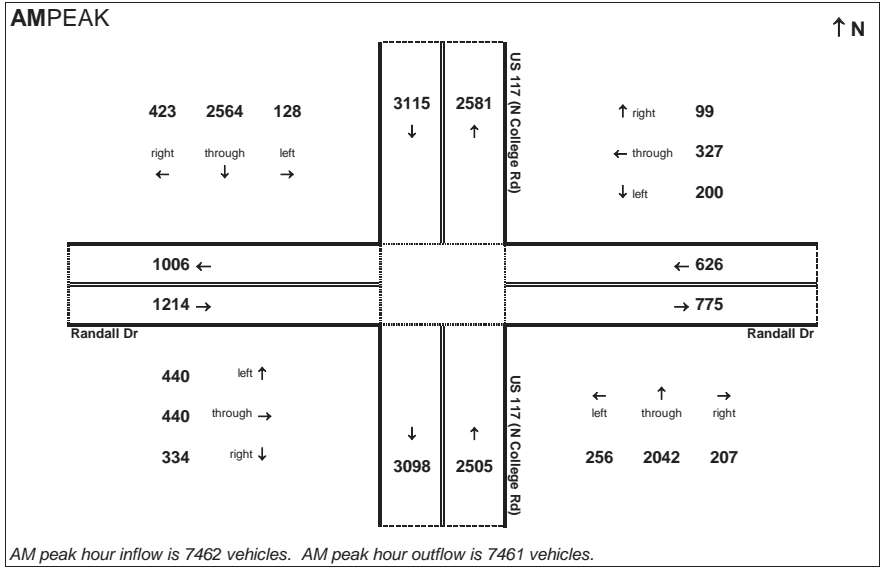 AMPEAK
↑ N
423 2564 128
right through left
← ↓ →
3115 2581
↓ ↑
US 117 (N College Rd)
↑ right 99
← through 327
↓ left 200
1006 ←
← 626
1214 →
→ 775
Randall Dr
Randall Dr
440 left ↑
440 through →
334 right ↓
↓ ↑
3098 2505
US 117 (N College Rd)
← ↑ →
left through right
256 2042 207
AM peak hour inflow is 7462 vehicles. AM peak hour outflow is 7461 vehicles.